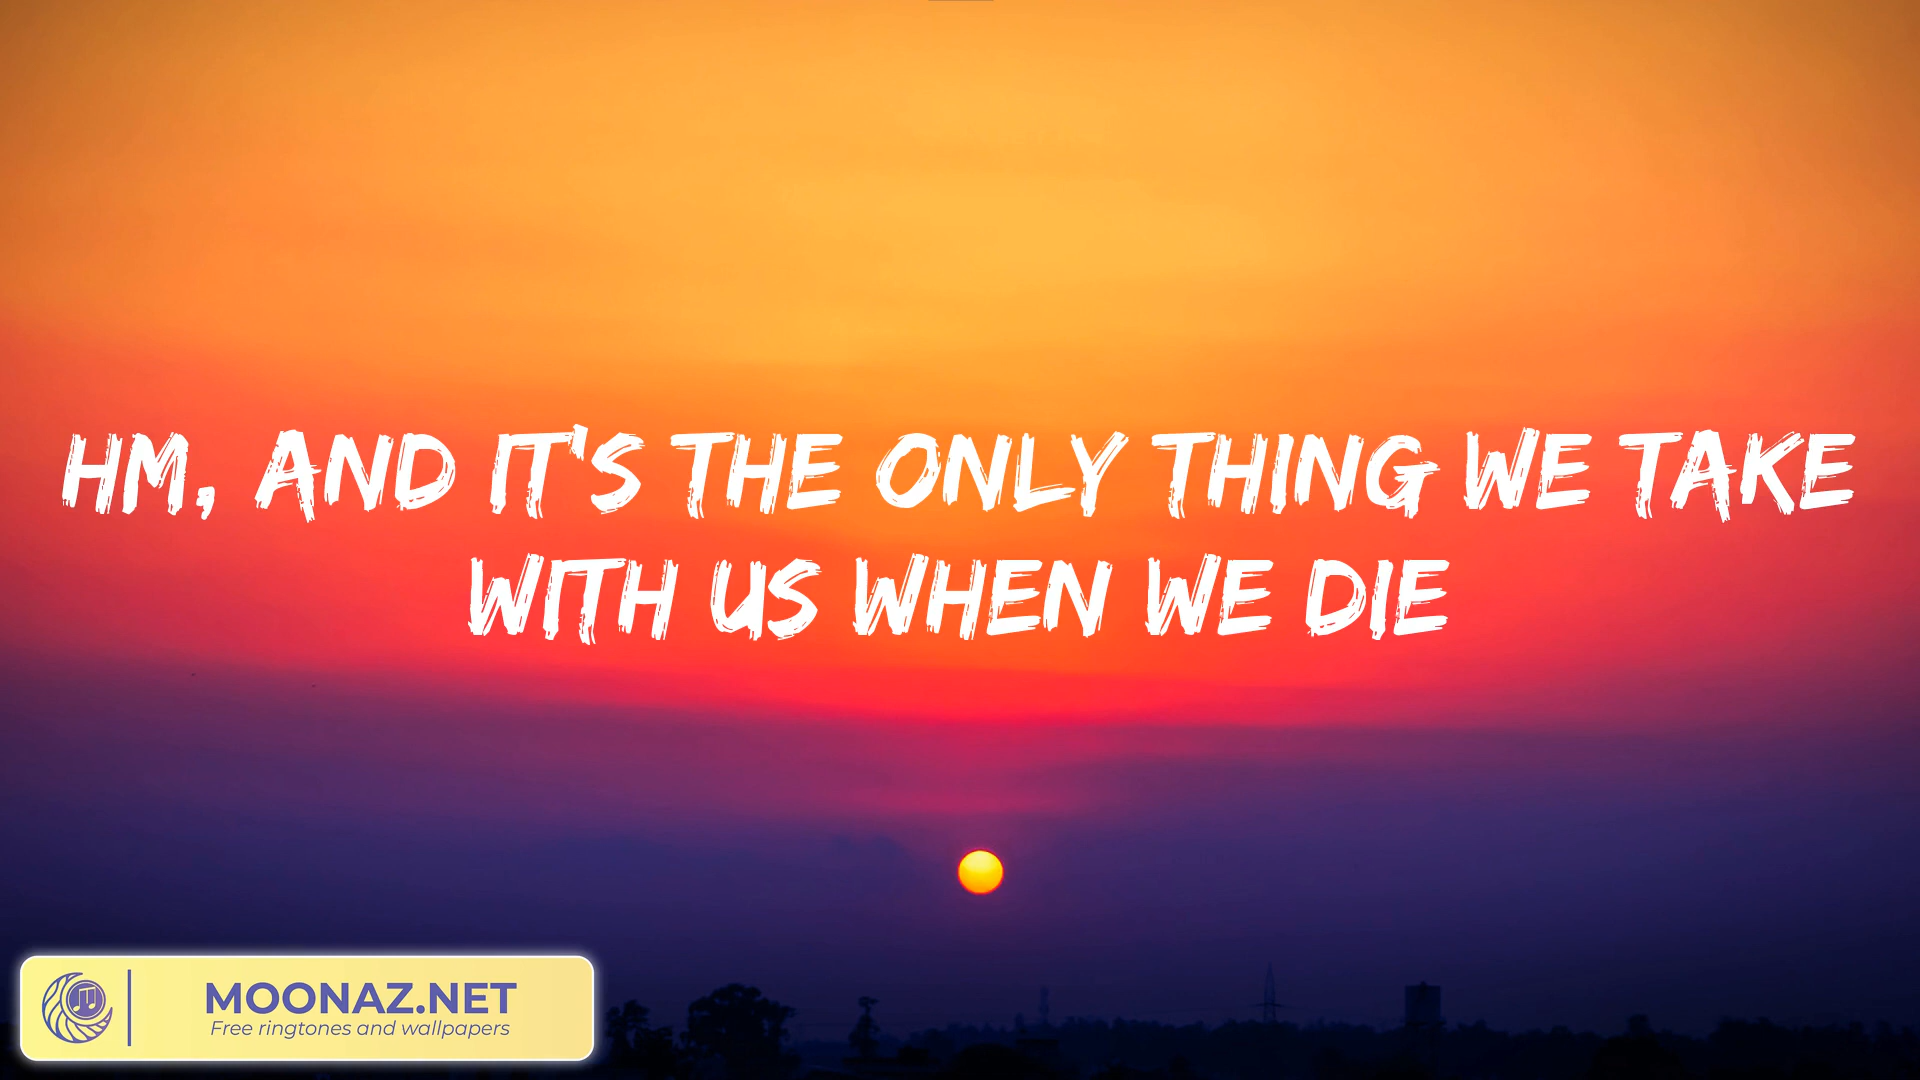 HM, AND IT'S THE ONLY THING WE TAKE
WITH US WHEN WE DIE
MOONAZ.NET
Free ringtones and wallpapers